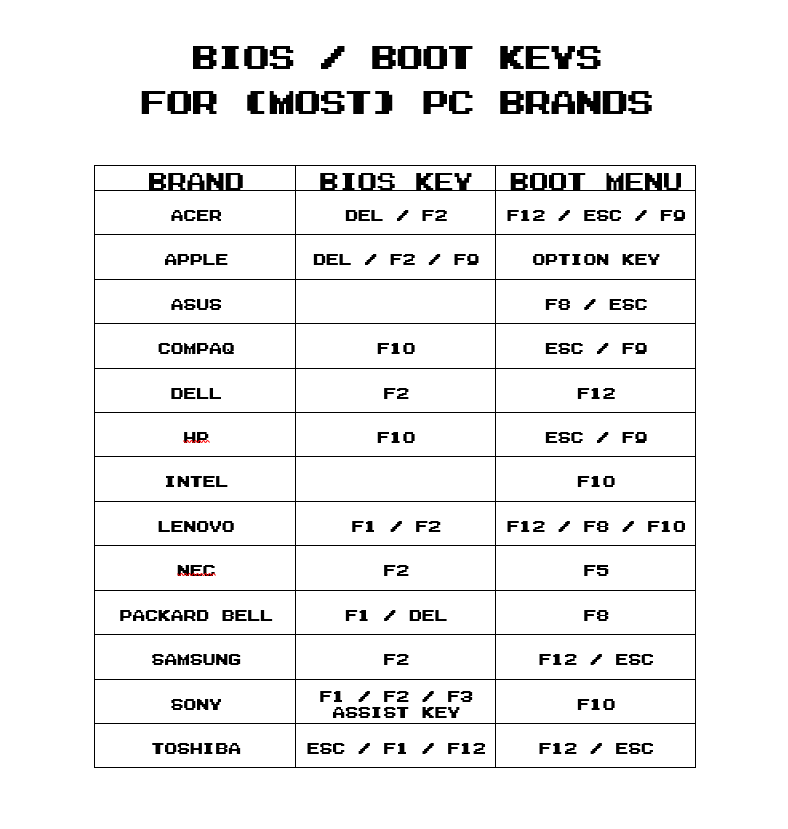 BIOS / BOOT KEYS
FOR (MOST) PC BRANDS
BRAND BIOS KEY BOOT MENU
ACER DEL / F2 F12 / ESC / F9
APPLE DEL / F2 / F9 OPTION KEY
ASUS F8 / ESC
COMPAQ F10 ESC / F9
DELL F2 F12
HP F10 ESC / F9
INTEL F10
LENOVO F1 / F2 F12 / F8 / F10
NEC F2 F5
PACKARD BELL F1 / DEL F8
SAMSUNG F2 F12 / ESC
SONY F1 / F2 / F3 F10
ASSIST KEY
TOSHIBA ESC / F1 / F12 F12 / ESC